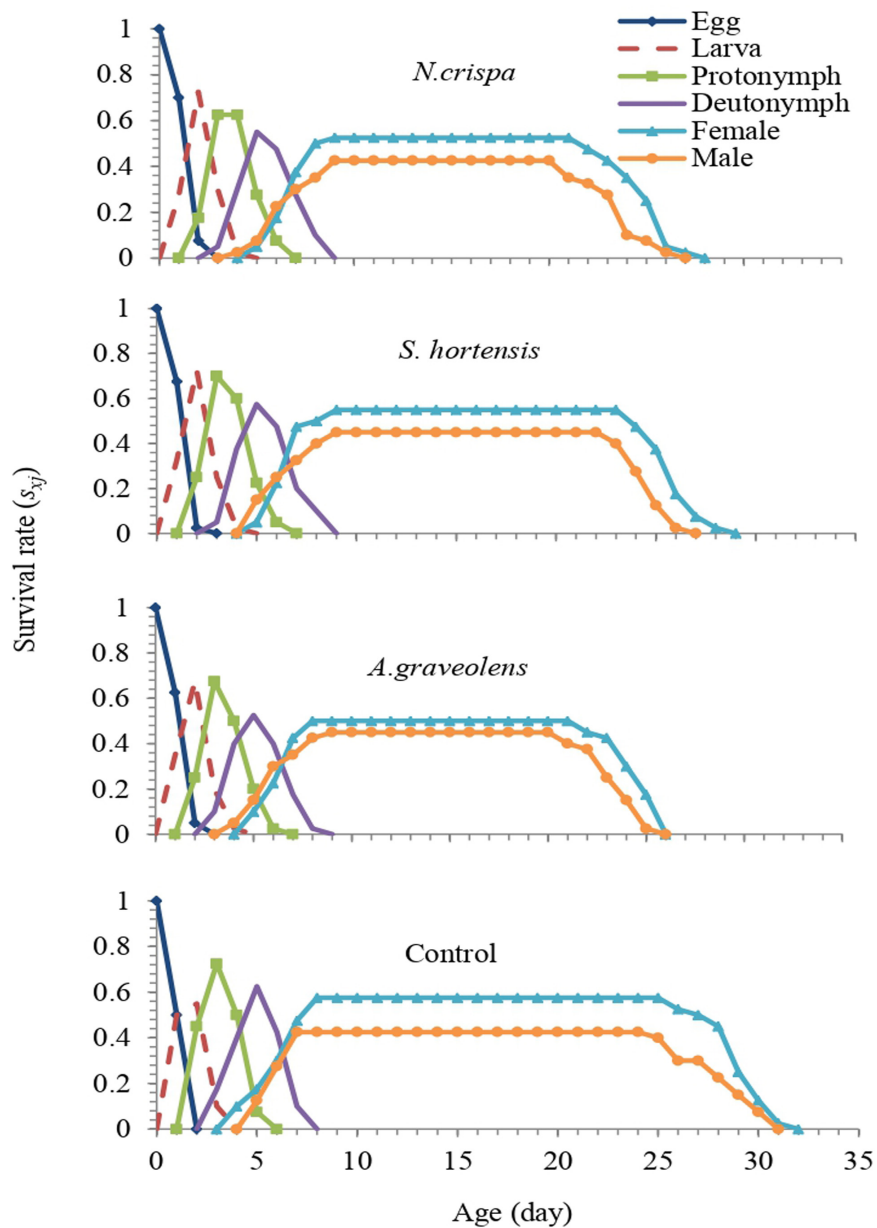 1
0.8
0.6
0.4
0.2
0
N.crispa
Egg
Larva
Protonymph
Deutonymph
Female
Male
1
0.8
0.6
0.4
0.2
0
S. hortensis
Survival rate (sxj)
1
0.8
0.6
0.4
0.2
0
A.graveolens
1
0.8
0.6
0.4
0.2
0
Control
0 5 10 15 20 25 30 35
Age (day)